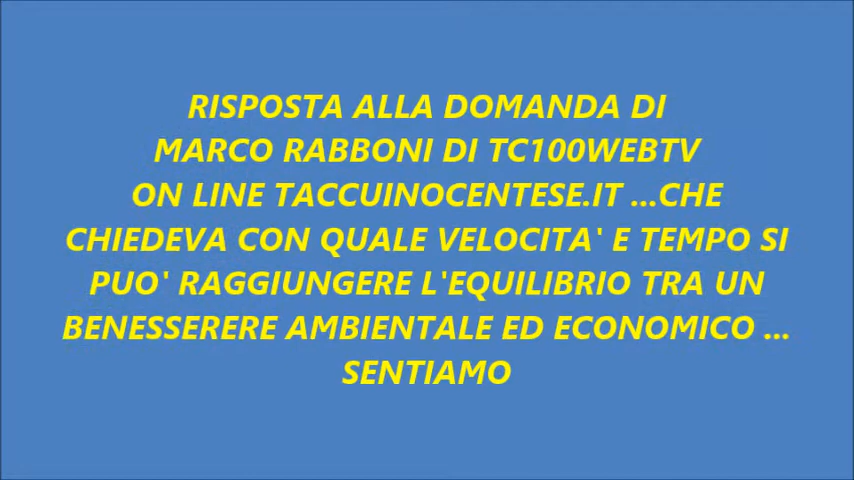 RISPOSTA ALLA DOMANDA DI
MARCO RABBONI DI TC100WEBTV
ON LINE TACCUINOCENTESE.IT ...CHE
CHIEDEVA CON QUALE VELOCITA' E TEMPO SI
PUO' RAGGIUNGERE L'EQUILIBRIO TRA UN
BENESSERERE AMBIENTALE ED ECONOMICO ...
SENTIAMO